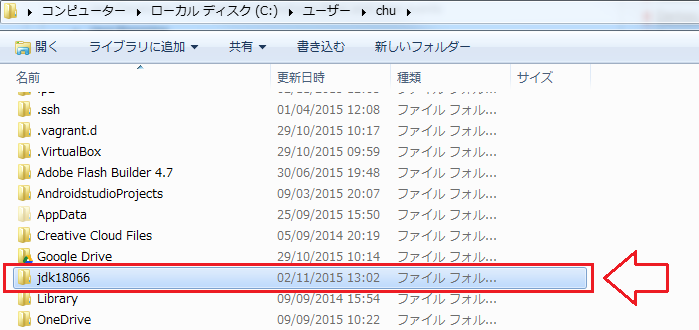 コンピューター ▸ ローカル ディスク (C:) ▸ ユーザー ▸ chu ▸
開く ライブラリに追加 ▼ 共有 ▼ 書き込む 新しいフォルダー
名前 更新日時 種類 サイズ
.ssh 01/04/2015 12:08 ファイル フォル...
.vagrant.d 29/10/2015 10:17 ファイル フォル...
.VirtualBox 29/10/2015 09:59 ファイル フォル...
Adobe Flash Builder 4.7 30/06/2015 19:48 ファイル フォル...
AndroidstudioProjects 09/03/2015 20:07 ファイル フォル...
AppData 25/09/2015 15:50 ファイル フォル...
Creative Cloud Files 05/09/2014 20:19 ファイル フォル...
Google Drive 29/10/2015 10:14 ファイル フォル...
jdk18066 02/11/2015 13:02 ファイル フォル...
Library 09/09/2014 15:54 ファイル フォル...
OneDrive 09/09/2015 10:22 ファイル フォル...